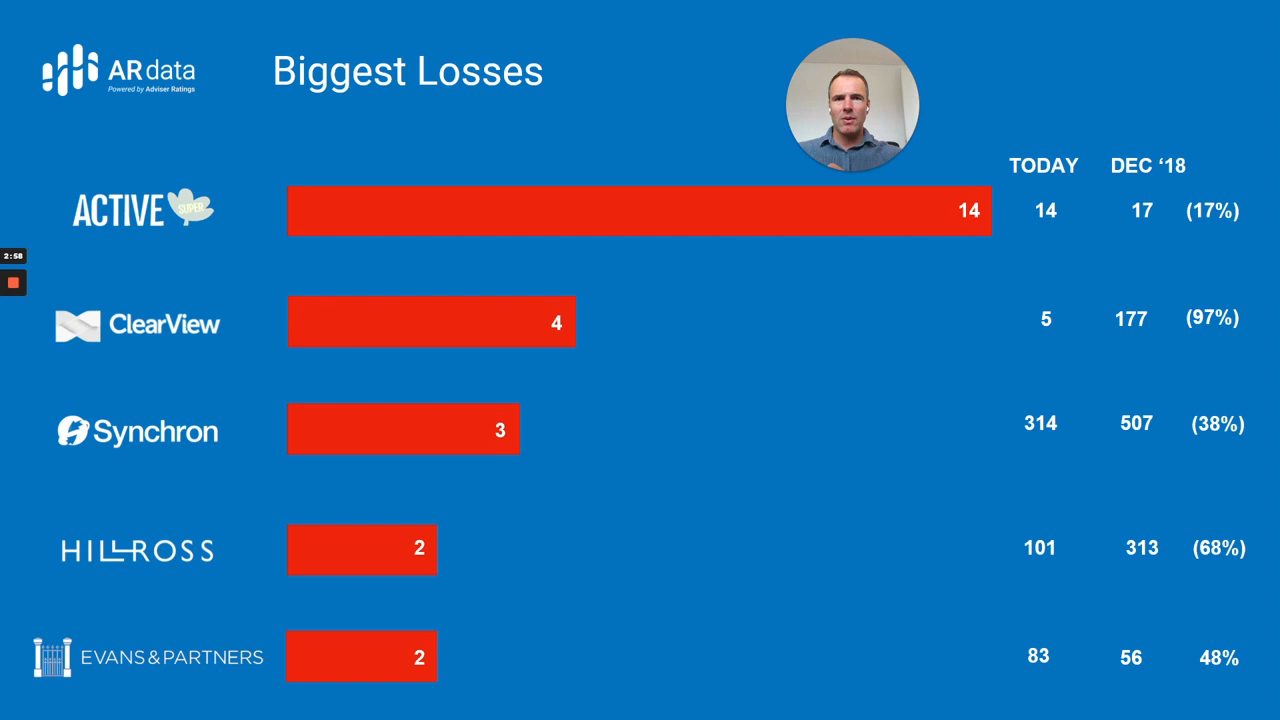 AR data
Powered by Adviser Ratings
Biggest Losses
TODAY DEC ‘18
ACTIVE SUPER 14 14 17 (17%)
2:58
ClearView 4 5 177 (97%)
Synchron 3 314 507 (38%)
HILLROSS 2 101 313 (68%)
EVANS & PARTNERS 2 83 56 48%